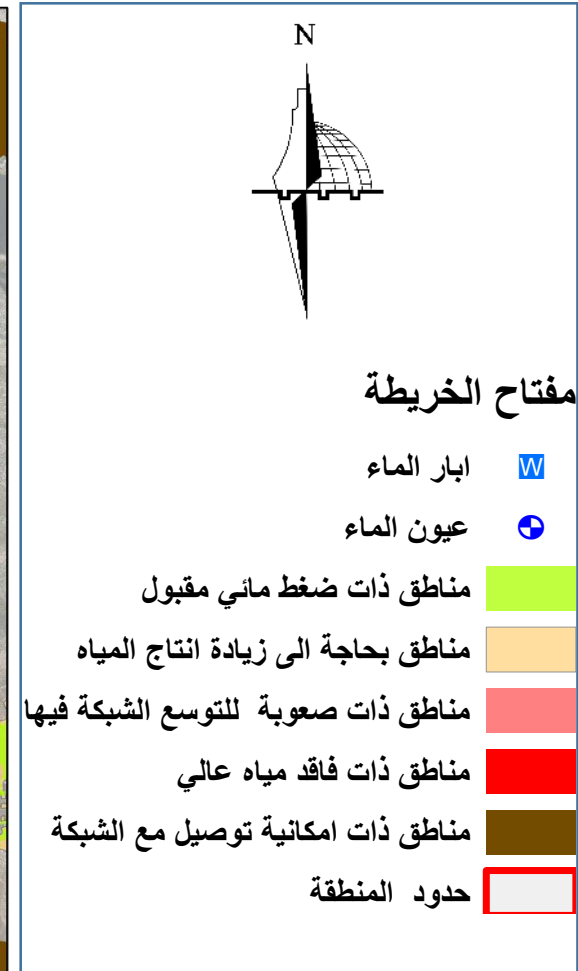 N
مفتاح الخريطة
W ابار الماء
عيون الماء
مناطق ذات ضغط مائي مقبول
مناطق بحاجة الى زيادة انتاج المياه
مناطق ذات صعوبة للتوسع الشبكة فيها
مناطق ذات فاقد مياه عالي
مناطق ذات امكانية توصيل مع الشبكة
حدود المنطقة